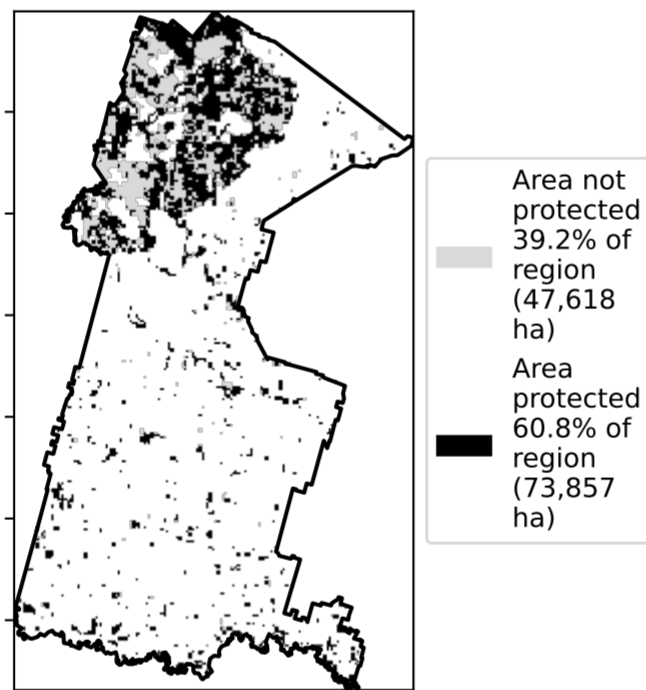 Area not
protected
39.2% of
region
(47,618
ha)
Area
protected
60.8% of
region
(73,857
ha)